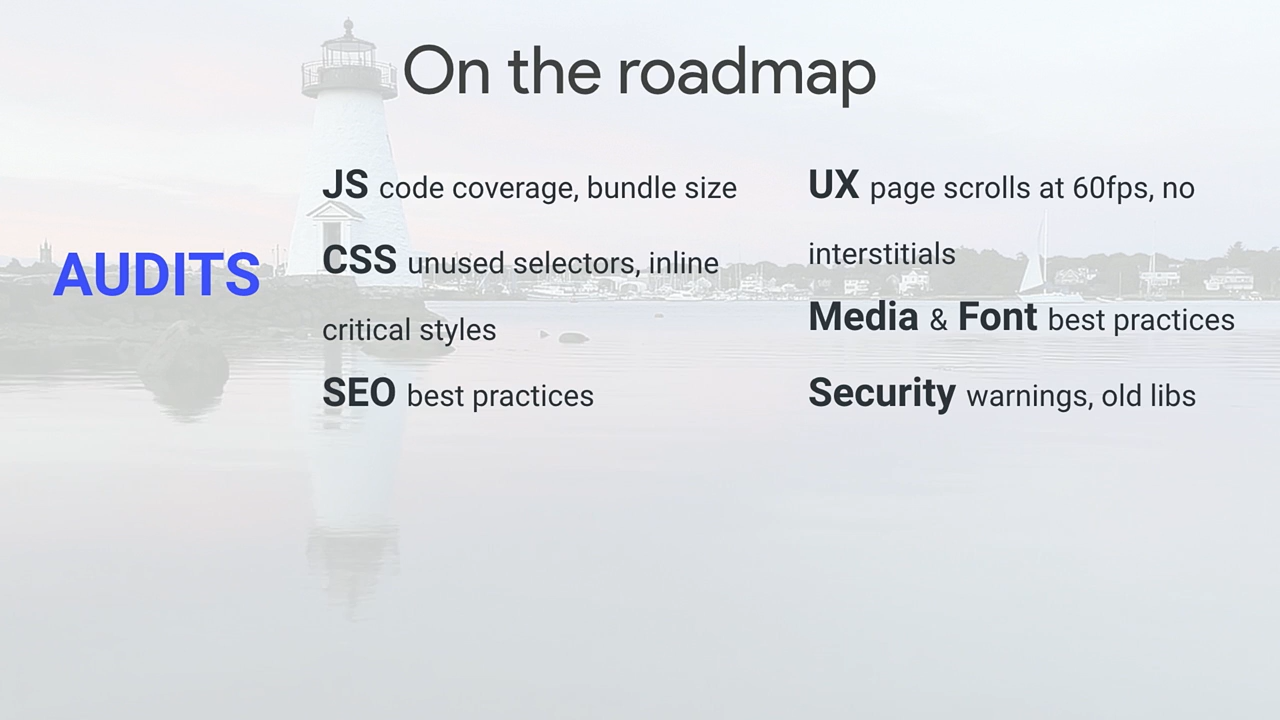 On the roadmap
AUDITS
JS code coverage, bundle size
CSS unused selectors, inline
critical styles
SEO best practices
UX page scrolls at 60fps, no
interstitials
Media & Font best practices
Security warnings, old libs